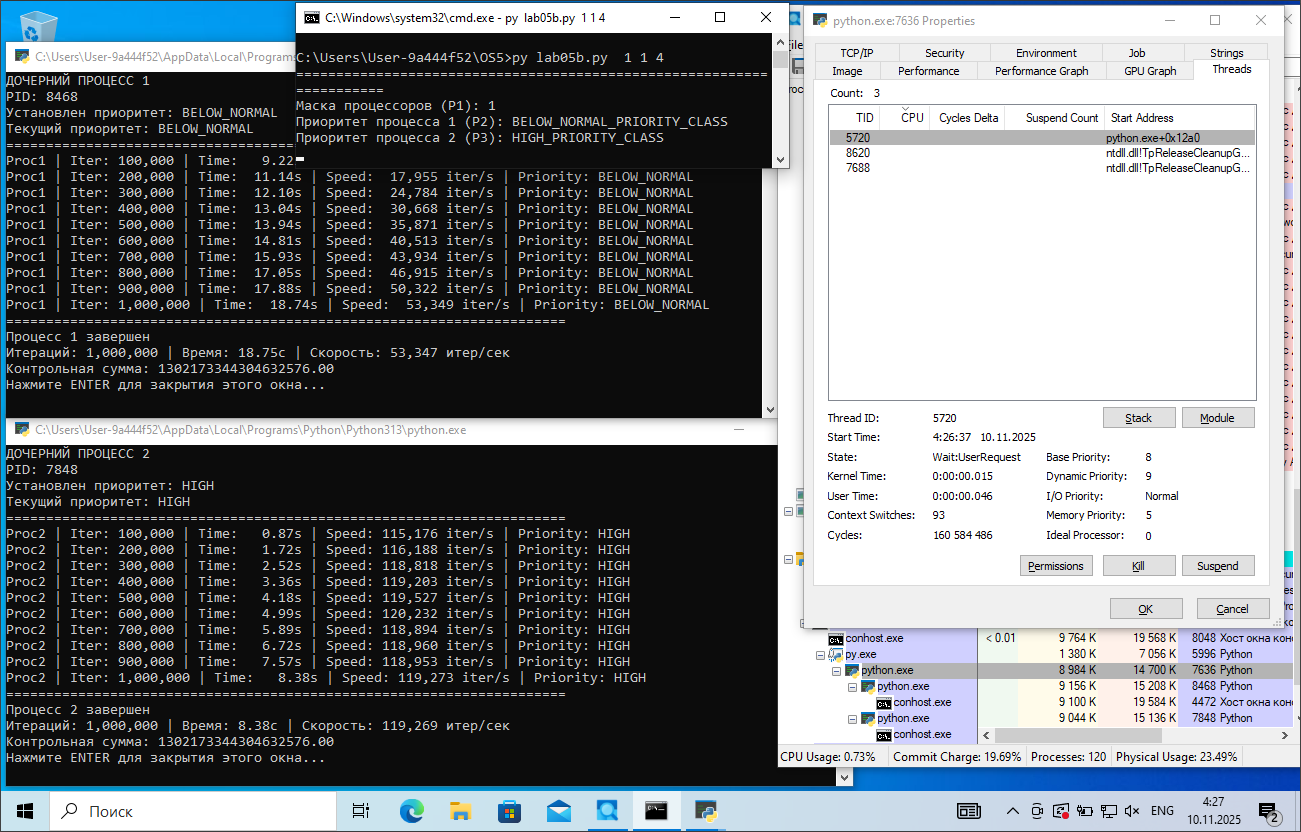 C:\Users\User-9a444f52\AppData\Local\Programs
ДОЧЕРНИЙ ПРОЦЕСС 1
PID: 8468
Установлен приоритет: BELOW_NORMAL
Текущий приоритет: BELOW_NORMAL
====================================
Proc1 | Iter: 100,000 | Time:   9.22
Proc1 | Iter: 200,000 | Time:  11.14s | Speed:  17,955 iter/s | Priority: BELOW_NORMAL
Proc1 | Iter: 300,000 | Time:  12.10s | Speed:  24,784 iter/s | Priority: BELOW_NORMAL
Proc1 | Iter: 400,000 | Time:  13.04s | Speed:  30,668 iter/s | Priority: BELOW_NORMAL
Proc1 | Iter: 500,000 | Time:  13.94s | Speed:  35,871 iter/s | Priority: BELOW_NORMAL
Proc1 | Iter: 600,000 | Time:  14.81s | Speed:  40,513 iter/s | Priority: BELOW_NORMAL
Proc1 | Iter: 700,000 | Time:  15.93s | Speed:  43,934 iter/s | Priority: BELOW_NORMAL
Proc1 | Iter: 800,000 | Time:  17.05s | Speed:  46,915 iter/s | Priority: BELOW_NORMAL
Proc1 | Iter: 900,000 | Time:  17.88s | Speed:  50,322 iter/s | Priority: BELOW_NORMAL
Proc1 | Iter: 1,000,000 | Time:  18.74s | Speed:  53,349 iter/s | Priority: BELOW_NORMAL
======================================================================
Процесс 1 завершен
Итераций: 1,000,000 | Время: 18.75с | Скорость: 53,347 итер/сек
Контрольная сумма: 1302173344304632576.00
Нажмите ENTER для закрытия этого окна...
C:\Windows\system32\cmd.exe - py  lab05b.py  1 1 4
C:\Users\User-9a444f52\OS5>py lab05b.py  1 1 4
===========================================================
===========
Маска процессоров (P1): 1
Приоритет процесса 1 (P2): BELOW_NORMAL_PRIORITY_CLASS
Приоритет процесса 2 (P3): HIGH_PRIORITY_CLASS
C:\Users\User-9a444f52\AppData\Local\Programs\Python\Python313\python.exe
ДОЧЕРНИЙ ПРОЦЕСС 2
PID: 7848
Установлен приоритет: HIGH
Текущий приоритет: HIGH
======================================================================
Proc2 | Iter: 100,000 | Time:   0.87s | Speed: 115,176 iter/s | Priority: HIGH
Proc2 | Iter: 200,000 | Time:   1.72s | Speed: 116,188 iter/s | Priority: HIGH
Proc2 | Iter: 300,000 | Time:   2.52s | Speed: 118,818 iter/s | Priority: HIGH
Proc2 | Iter: 400,000 | Time:   3.36s | Speed: 119,203 iter/s | Priority: HIGH
Proc2 | Iter: 500,000 | Time:   4.18s | Speed: 119,527 iter/s | Priority: HIGH
Proc2 | Iter: 600,000 | Time:   4.99s | Speed: 120,232 iter/s | Priority: HIGH
Proc2 | Iter: 700,000 | Time:   5.89s | Speed: 118,894 iter/s | Priority: HIGH
Proc2 | Iter: 800,000 | Time:   6.72s | Speed: 118,960 iter/s | Priority: HIGH
Proc2 | Iter: 900,000 | Time:   7.57s | Speed: 118,953 iter/s | Priority: HIGH
Proc2 | Iter: 1,000,000 | Time:   8.38s | Speed: 119,273 iter/s | Priority: HIGH
======================================================================
Процесс 2 завершен
Итераций: 1,000,000 | Время: 8.38с | Скорость: 119,269 итер/сек
Контрольная сумма: 1302173344304632576.00
Нажмите ENTER для закрытия этого окна...
python.exe:7636 Properties
TCP/IP Security Environment Job Strings
Image Performance Performance Graph GPU Graph Threads
Count: 3
TID CPU Cycles Delta Suspend Count Start Address
5720 python.exe+0x12a0
8620 ntdll.dll!TpReleaseCleanupG...
7688 ntdll.dll!TpReleaseCleanupG...
Thread ID: 5720 Stack Module
Start Time: 4:26:37 10.11.2025
State: Wait:UserRequest Base Priority: 8
Kernel Time: 0:00:00.015 Dynamic Priority: 9
User Time: 0:00:00.046 I/O Priority: Normal
Context Switches: 93 Memory Priority: 5
Cycles: 160 584 486 Ideal Processor: 0
Permissions Kill Suspend
OK Cancel
conhost.exe < 0.01 9 764 K 19 568 K 8048 Хост окна кон
py.exe 1 380 K 7 056 K 5996 Python
python.exe 8 984 K 14 700 K 7636 Python
python.exe 9 156 K 15 208 K 8468 Python
conhost.exe 9 100 K 19 584 K 4472 Хост окна кон
python.exe 9 044 K 15 136 K 7848 Python
conhost.exe
CPU Usage: 0.73% Commit Charge: 19.69% Processes: 120 Physical Usage: 23.49%
Поиск
ENG
4:27
10.11.2025
2